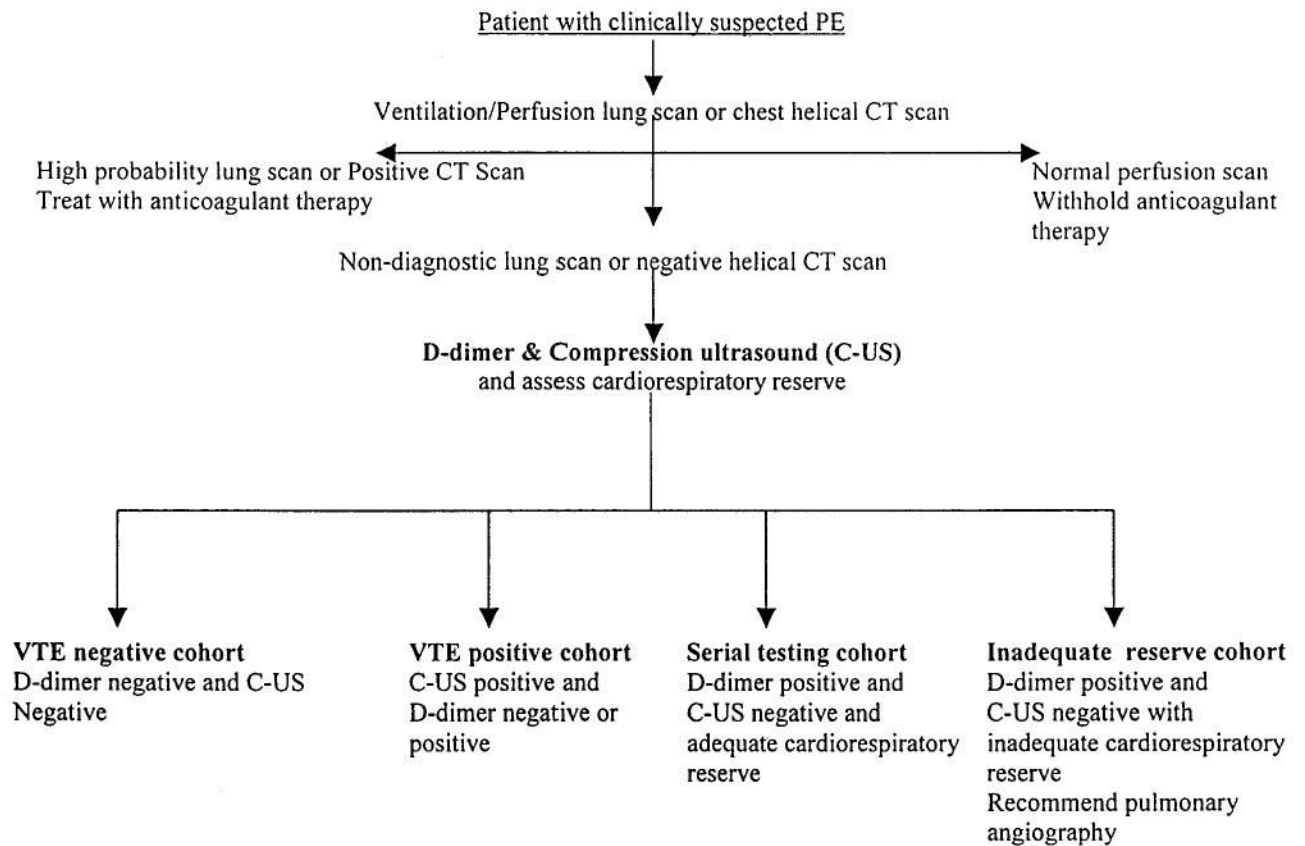 Patient with clinically suspected PE
Ventilation/Perfusion lung scan or chest helical CT scan
High probability lung scan or Positive CT Scan
Treat with anticoagulant therapy
Normal perfusion scan
Withhold anticoagulant
therapy
Non-diagnostic lung scan or negative helical CT scan
D-dimer & Compression ultrasound (C-US)
and assess cardiorespiratory reserve
VTE negative cohort
D-dimer negative and C-US
Negative
VTE positive cohort
C-US positive and
D-dimer negative or
positive
Serial testing cohort
D-dimer positive and
C-US negative and
adequate cardiorespiratory
reserve
Inadequate reserve cohort
D-dimer positive and
C-US negative with
inadequate cardiorespiratory
reserve
Recommend pulmonary
angiography